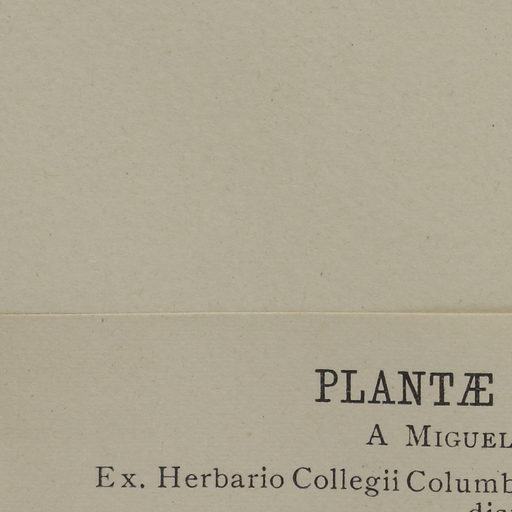 PLANTÆ
A MIGUEL
Ex. Herbario Collegii Columb